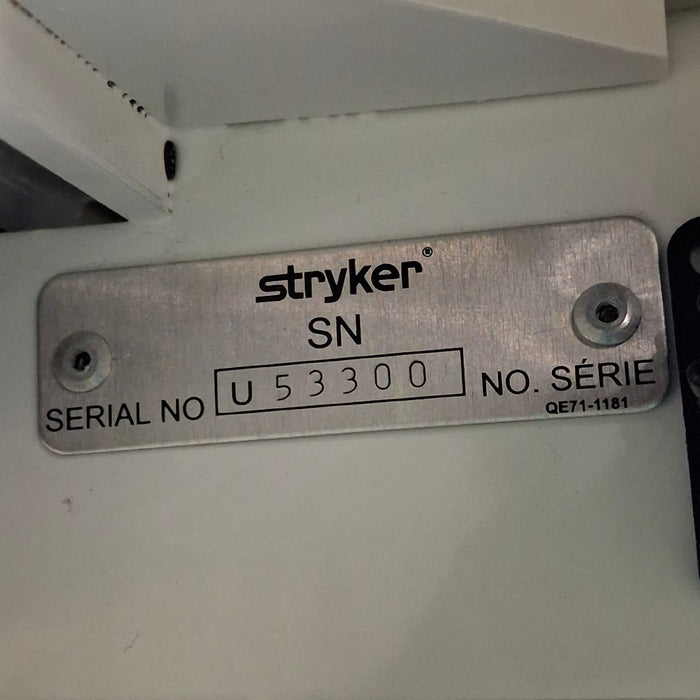 stryker®
SN
SERIAL NO U 53300 NO. SÉRIE
QE71-1181